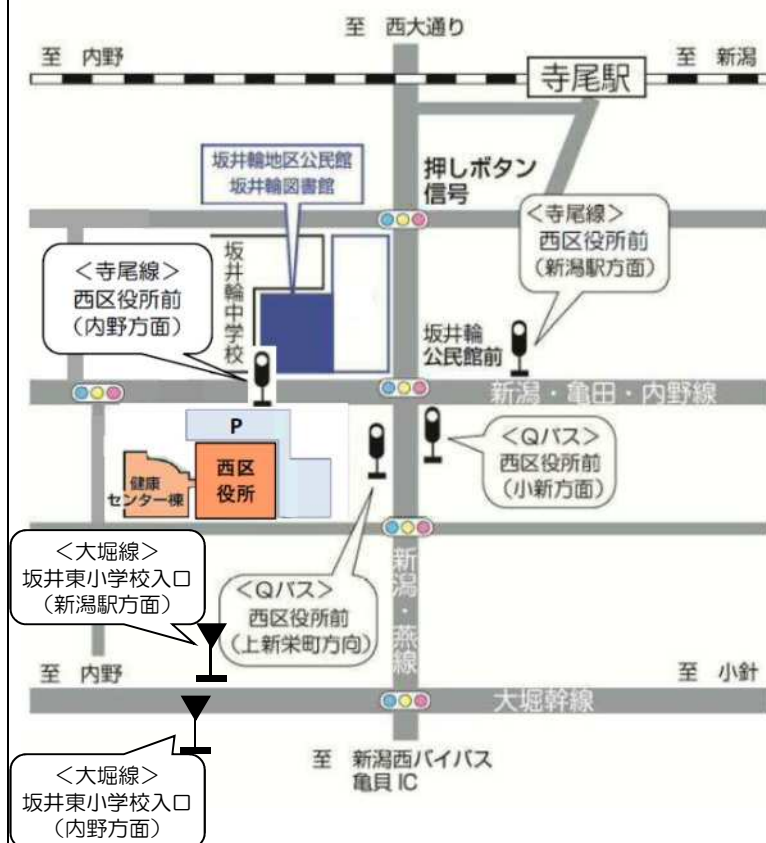 至 西大通り
至 内野
寺尾駅
至 新潟
坂井輪地区公民館
坂井輪図書館
押しボタン
信号
＜寺尾線＞
西区役所前
（新潟駅方面）
＜寺尾線＞
西区役所前
（内野方面）
坂井輪中学校
坂井輪
公民館前
新潟・亀田・内野線
P
西区
役所
健康
センター棟
＜Qバス＞
西区役所前
（小新方面）
＜大堀線＞
坂井東小学校入口
（新潟駅方面）
＜Qバス＞
西区役所前
（上新栄町方向）
新潟・燕線
至 内野
至 小針
大堀幹線
＜大堀線＞
坂井東小学校入口
（内野方面）
至 新潟西バイパス
亀貝 IC